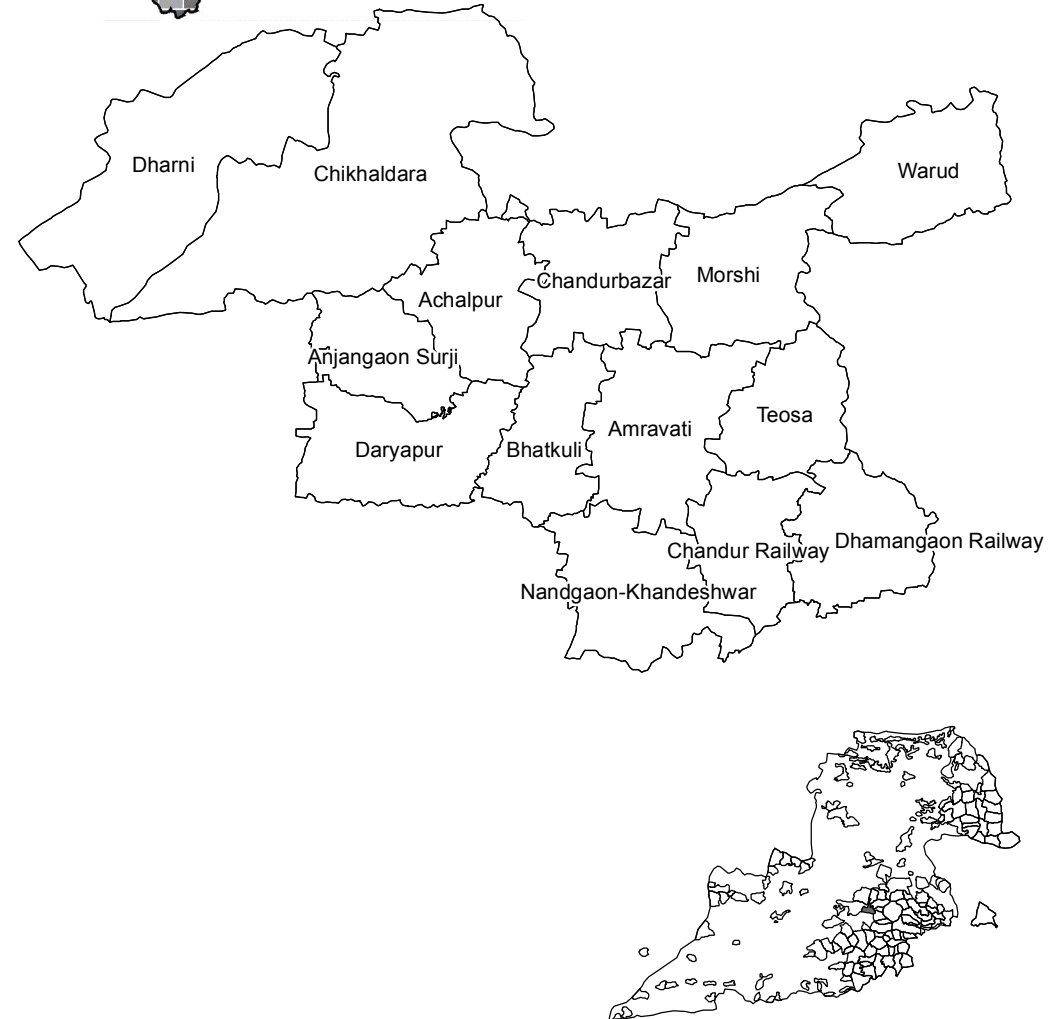 Dharni
Chikhaldara
Warud
Achalpur
Chandurbazar
Morshi
Anjangaon Surji
Daryapur
Bhatkuli
Amravati
Teosa
Chandur Railway
Dhamangaon Railway
Nandgaon-Khandeshwar